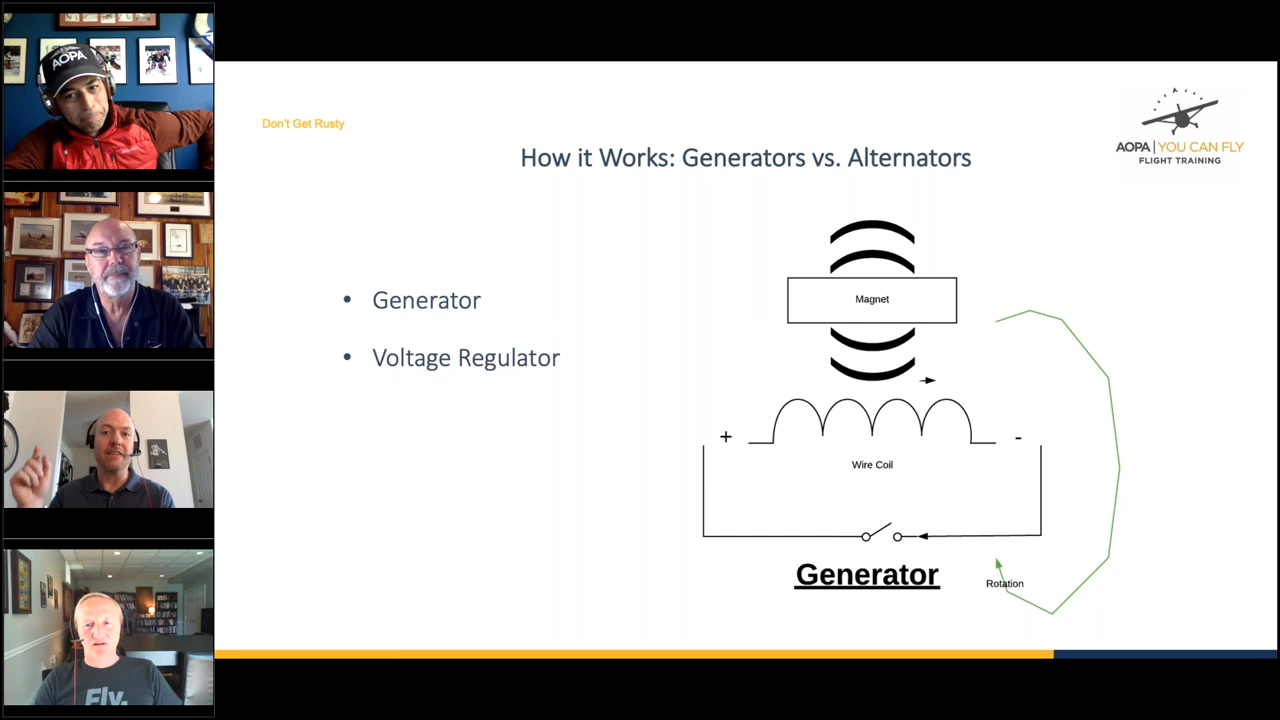 AOPA
Fly.
Don't Get Rusty
How it Works: Generators vs. Alternators
AOPA | YOU CAN FLY
FLIGHT TRAINING
• Generator
• Voltage Regulator
Magnet
+
-
Wire Coil
Generator
Rotation